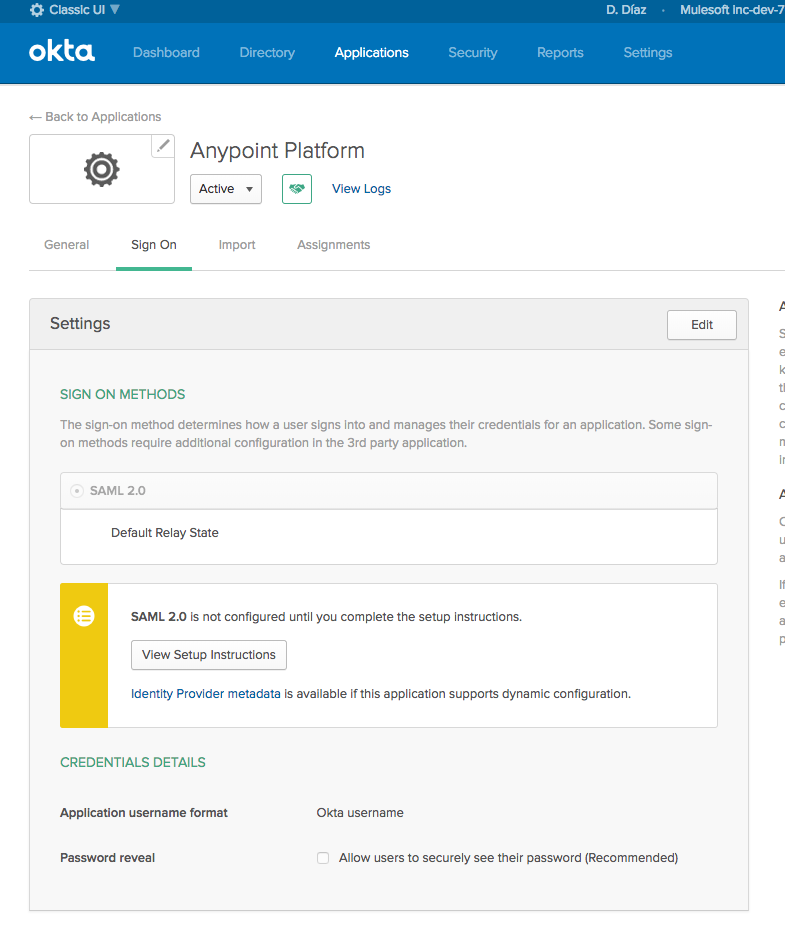 Classic UI
D. Díaz · Mulesoft Inc-dev-7
okta
Dashboard Directory Applications Security Reports Settings
← Back to Applications
Anypoint Platform
Active
View Logs
General Sign On Import Assignments
Settings
Edit
SIGN ON METHODS
The sign-on method determines how a user signs into and manages their credentials for an application. Some sign-
on methods require additional configuration in the 3rd party application.
SAML 2.0
Default Relay State
SAML 2.0 is not configured until you complete the setup instructions.
View Setup Instructions
Identity Provider metadata is available if this application supports dynamic configuration.
CREDENTIALS DETAILS
Application username format Okta username
Password reveal Allow users to securely see their password (Recommended)